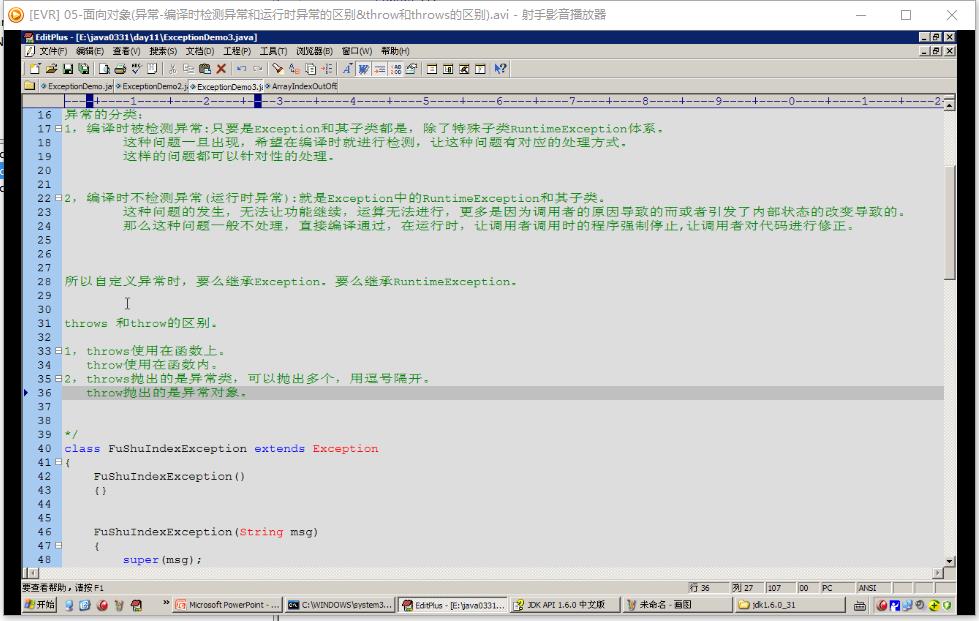 [EVR] 05-面向对象(异常-编译时检测异常和运行时异常的区别&throw和throws的区别).avi - 射手影音播放器
EditPlus - [E:\java0331\day11\ExceptionDemo3.java]
文件(F) 编辑(E) 查看(V) 搜索(S) 文档(D) 工程(P) 工具(T) 浏览器(B) 窗口(W) 帮助(H)
ExceptionDemo.ja ExceptionDemo2.j ExceptionDemo3.j ArrayIndexOutOfE
----+----1----+----2----+----3----+----4----+----5----+----6----+----7----+----8----+----9----+----0----+----1----+----2
16 异常的分类：
17 1，编译时被检测异常:只要是Exception和其子类都是，除了特殊子类RuntimeException体系。
18 这种问题一旦出现，希望在编译时就进行检测，让这种问题有对应的处理方式。
19 这样的问题都可以针对性的处理。
20
21
22 2，编译时不检测异常(运行时异常):就是Exception中的RuntimeException和其子类。
23 这种问题的发生，无法让功能继续，运算无法进行，更多是因为调用者的原因导致的而或者引发了内部状态的改变导致的。
24 那么这种问题一般不处理，直接编译通过，在运行时，让调用者调用时的程序强制停止,让调用者对代码进行修正。
25
26
27
28 所以自定义异常时，要么继承Exception。要么继承RuntimeException。
29
30
31 throws 和throw的区别。
32
33 1，throws使用在函数上。
34 throw使用在函数内。
35 2，throws抛出的是异常类，可以抛出多个，用逗号隔开。
36 throw抛出的是异常对象。
37
38
39 */
40 class FuShuIndexException extends Exception
41 {
42 FuShuIndexException()
43 {}
44
45
46 FuShuIndexException(String msg)
47 {
48 super(msg);
要查看帮助，请按 F1 行 36 列 27 107 00 PC ANSI
开始 » Microsoft PowerPoint - ... C:\WINDOWS\system3... EditPlus - [E:\java0331... JDK API 1.6.0 中文版 未命名 - 画图 jdk1.6.0_31